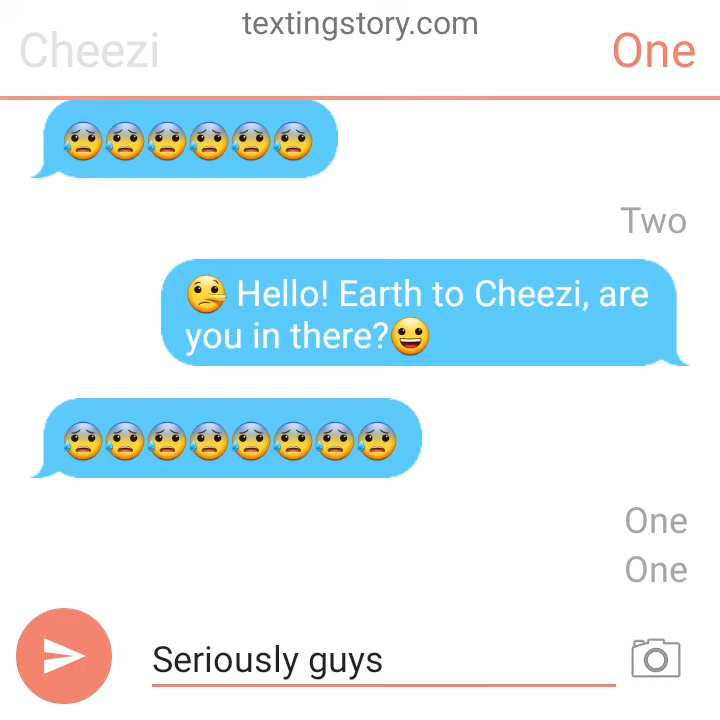 textingstory.com
Cheezi
One
😰😰😰😰😰😰
Two
🤥 Hello! Earth to Cheezi, are
you in there?😀
😰😰😰😰😰😰😰😰
One
One
Seriously guys